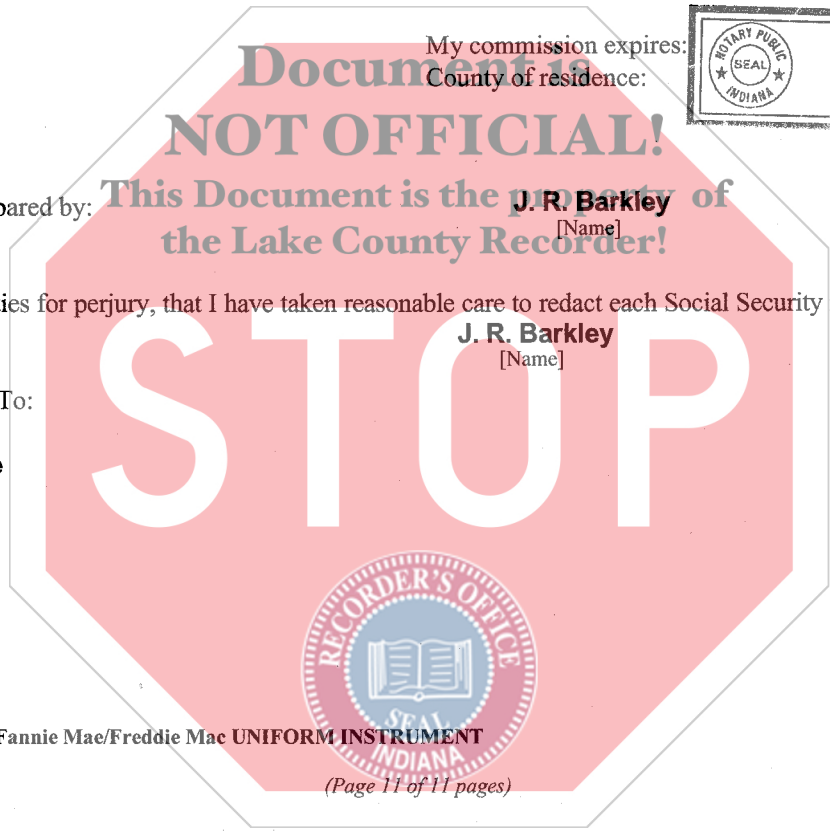 My commission expires:
County of residence:
NOTARY PUBLIC
SEAL
INDIANA
Document is
NOT OFFICIAL!
This Document is the property of
the Lake County Recorder!
pared by:
J. R. Barkley
[Name]
ies for perjury, that I have taken reasonable care to redact each Social Security
J. R. Barkley
[Name]
To:
e
STOP
RECORDER'S OFFICE
SEAL
INDIANA
Fannie Mae/Freddie Mac UNIFORM INSTRUMENT
(Page 11 of 11 pages)